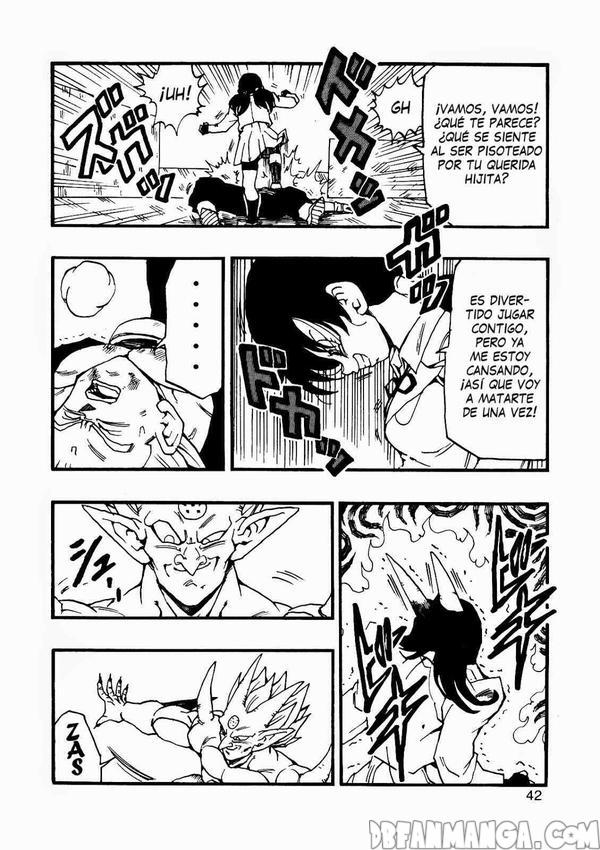 ¡VAMOS, VAMOS!
¿QUÉ TE PARECE?
¿QUÉ SE SIENTE
AL SER PISOTEADO
POR TU QUERIDA
HIJITA?
GH
¡UH!
ES DIVER-
TIDO JUGAR
CONTIGO,
PERO YA
ME ESTOY
CANSANDO,
¡ASÍ QUE VOY
A MATARTE
DE UNA VEZ!
......
ZAS
42
DBFANMANGA.COM